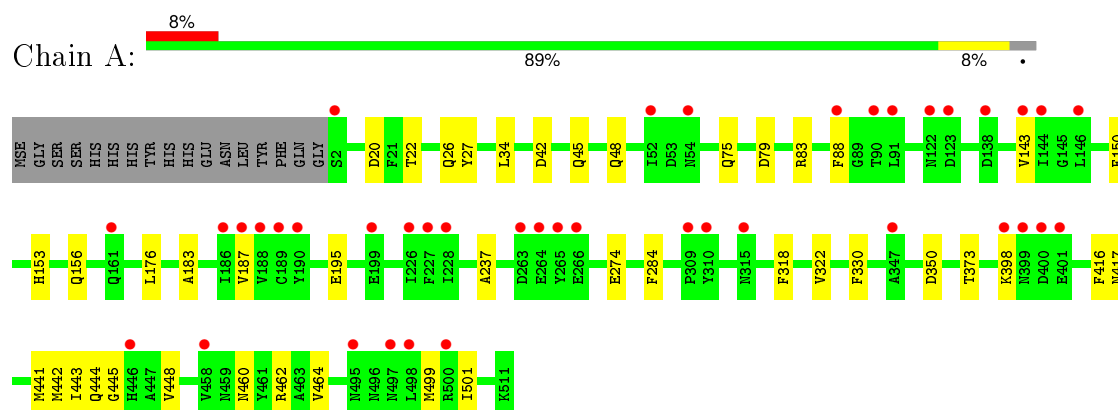 8%
Chain A:
89% 8% •
MSE GLY SER SER HIS HIS HIS TYR HIS HIS GLU ASN LEU TYR PHE GLN GLY S2 D20 F21 T22 Q26 Y27 L34 D42 Q45 Q48 I52 D53 N54 Q75 D79 R83 F88 G89 T90 L91 N122 D123 D138 V143 I144 G145 L146
H153 Q156 Q161 L176 A183 I186 V187 V188 C189 Y190 E195 E199 I226 F227 I228 A237 D263 E264 Y265 E266 E274 F284 P309 Y310 N315 F318 V322 F330 A347 D350 T373 K398 N399 D400 E401 F416 M417
M441 M442 I443 Q444 G445 H446 A447 V448 V458 N459 N460 Y461 R462 A463 V464 N495 N496 N497 L498 M499 R500 I501 K511